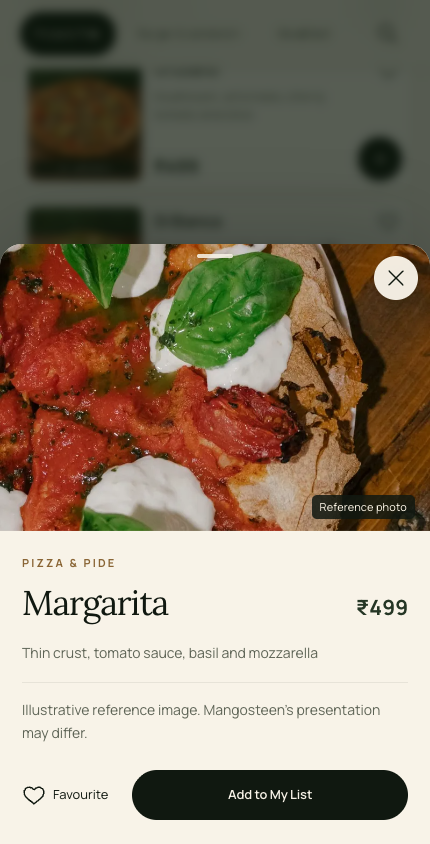 Reference photo
PIZZA & PIDE
Margarita
₹499
Thin crust, tomato sauce, basil and mozzarella
Illustrative reference image. Mangosteen's presentation
may differ.
Favourite
Add to My List